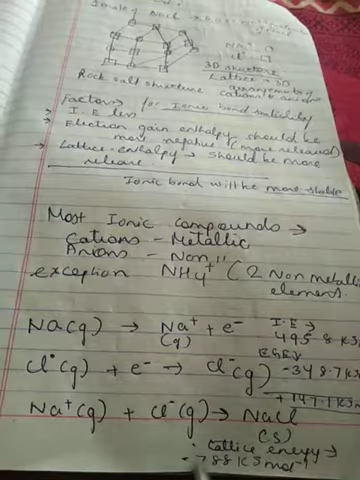 Na+ O
Cl- □
3D structure
Lattice → 3D
arrangement of
cations & anions
Rock salt structure
Factors for Ionic bond stability
→ I.E less
→ Electron gain enthalpy should be
more negative (more released)
→ Lattice enthalpy → should be more
release.
Ionic bond will be more stable
Most Ionic compounds →
Cations - Metallic
Anions - Non "
exception NH4+ (2 Non metallic
elements.
Na(g) → Na+ + e- I.E →
(g) 495.8 KJ
Cl(g) + e- → Cl-(g) -348.7 KJ
+147.1 KJ
Na+(g) + Cl-(g) → NaCl
(s)
Lattice energy →
-788 KJ mol-1